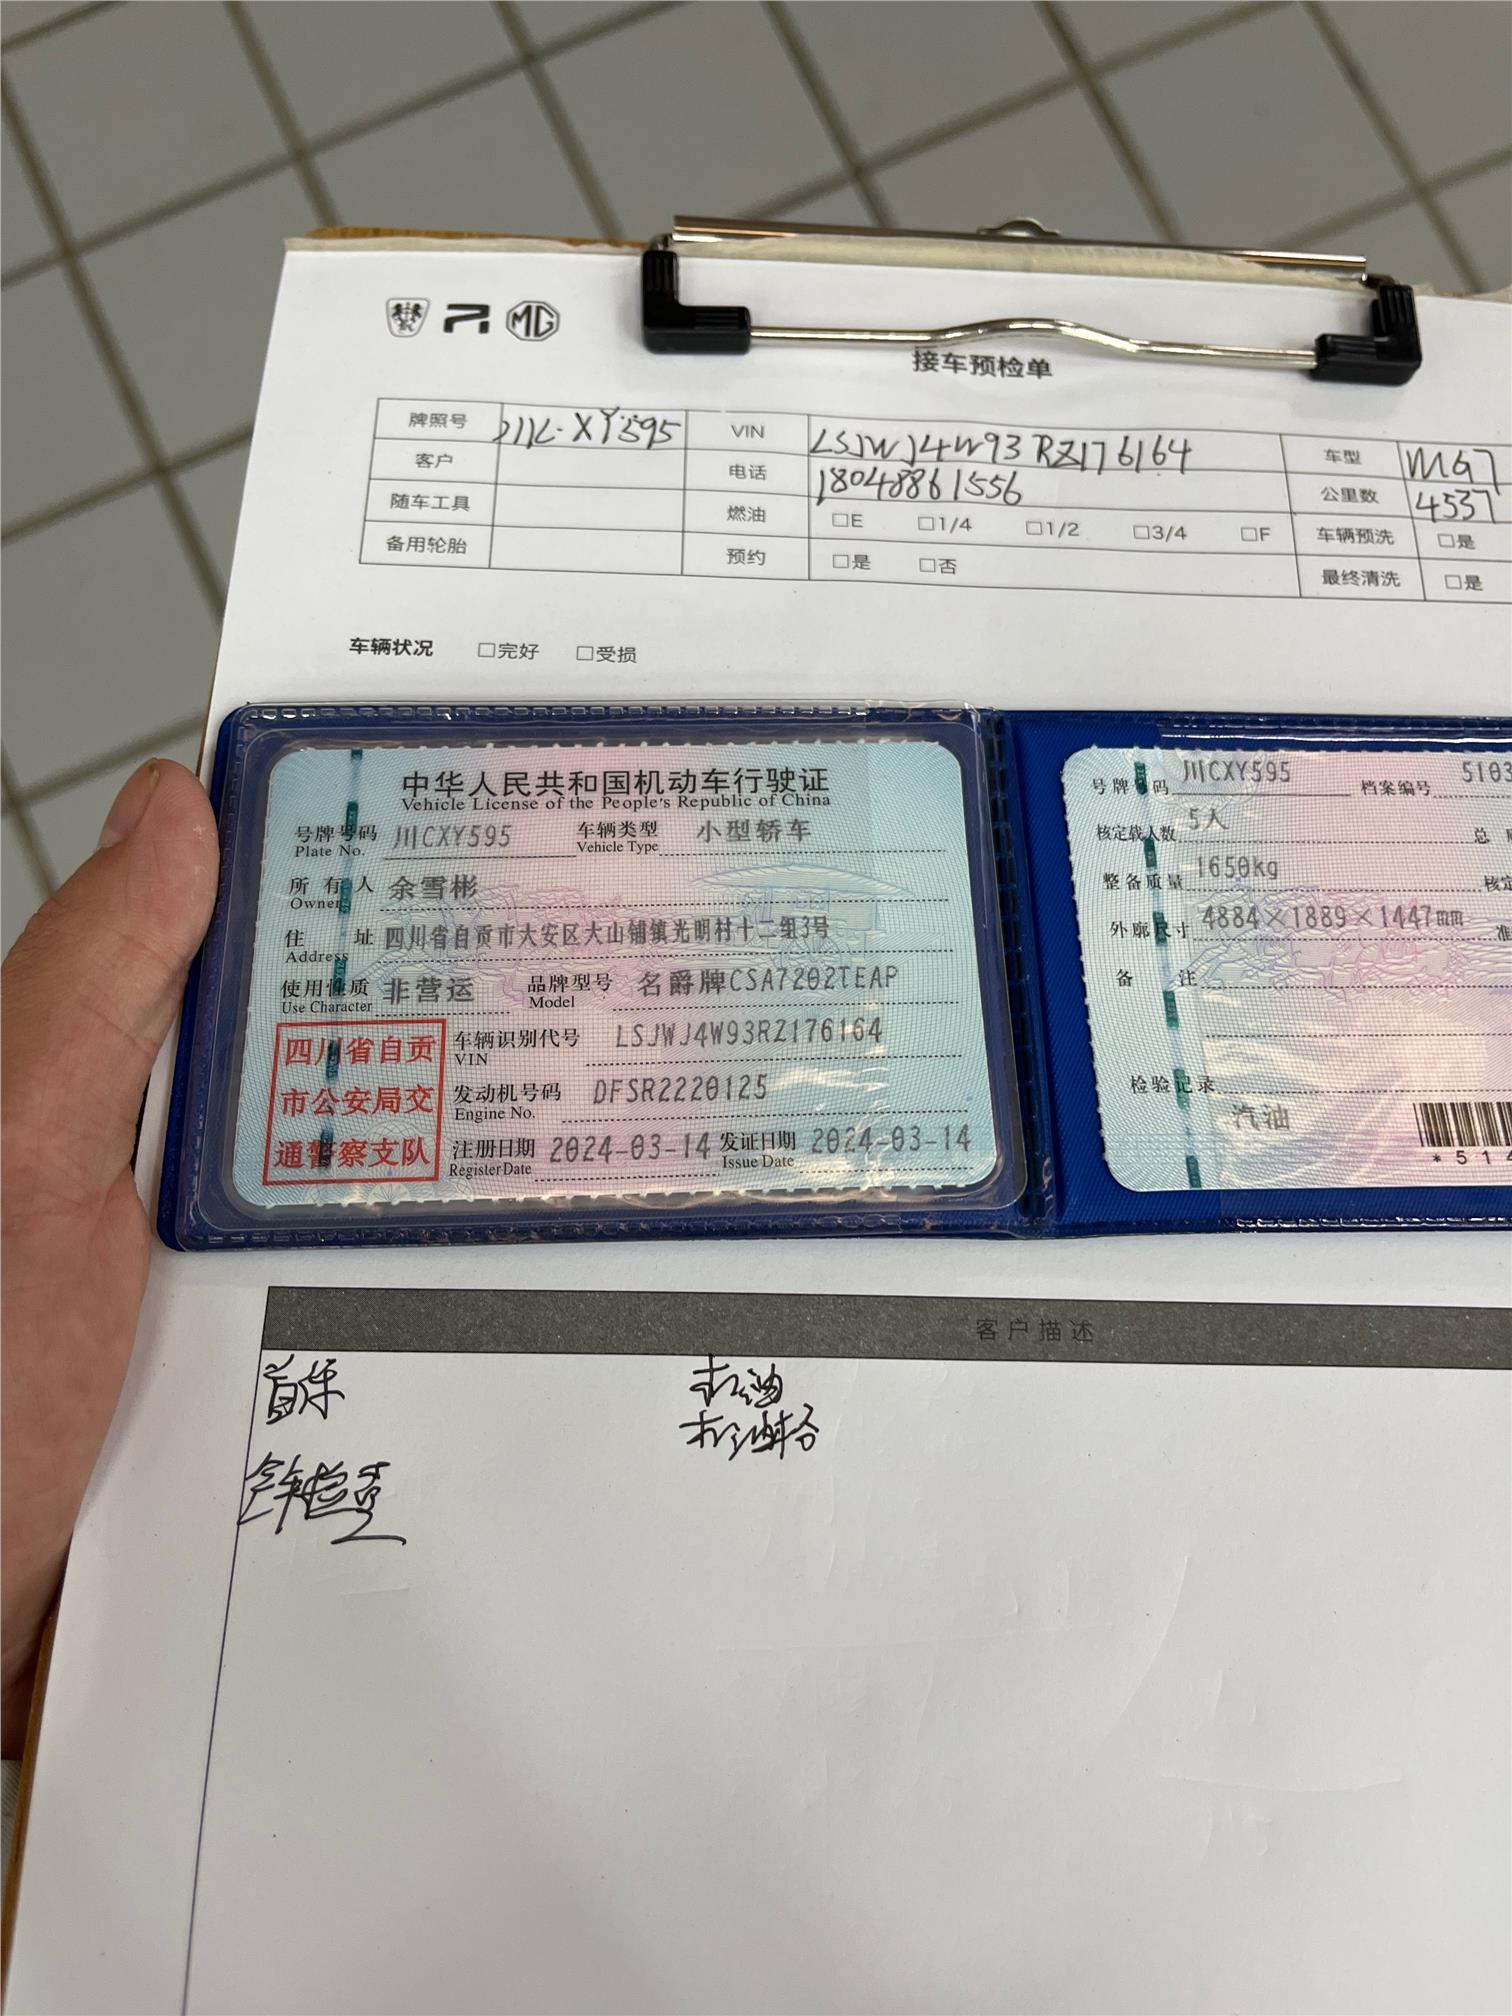 MG
接车预检单
牌照号 川C·XY595 VIN LSJWJ4W93RZ176164 车型 MG7
客户 电话 18048861556 公里数 4537
随车工具 燃油 □E □1/4 □1/2 □3/4 □F 车辆预洗 □是
备用轮胎 预约 □是 □否 最终清洗 □是
车辆状况 □完好 □受损
中华人民共和国机动车行驶证
Vehicle License of the People's Republic of China
号牌号码 川CXY595 车辆类型 小型轿车
Plate No. Vehicle Type
所有人 余雪彬
Owner
住址 四川省自贡市大安区大山铺镇光明村十二组3号
Address
使用性质 非营运 品牌型号 名爵牌CSA7202TEAP
Use Character Model
四川省自贡
市公安局交
通警察支队
车辆识别代号 LSJWJ4W93RZ176164
VIN
发动机号码 DFSR2220125
Engine No.
注册日期 2024-03-14 发证日期 2024-03-14
Register Date Issue Date
号牌号码 川CXY595 档案编号 5103
核定载人数 5人 总
整备质量 1650kg 核定
外廓尺寸 4884×1889×1447mm 准
备注
检验记录
汽油
*514
客户描述
首保 机油
机油格
全车检查